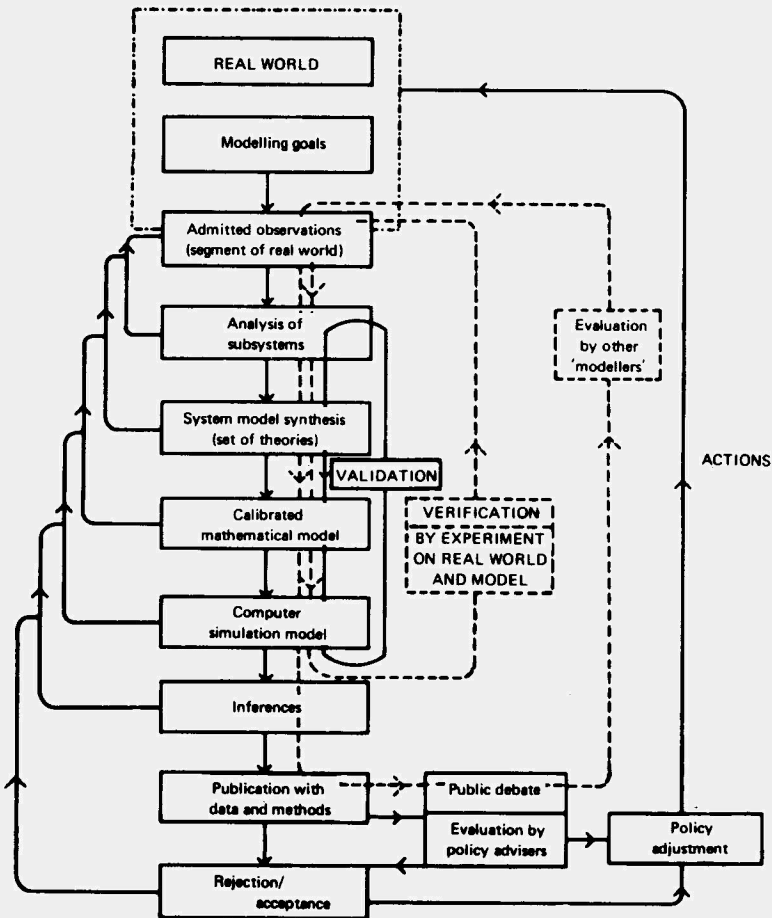 REAL WORLD
Modelling goals
Admitted observations
(segment of real world)
Analysis of
subsystems
System model synthesis
(set of theories)
Calibrated
mathematical model
Computer
simulation model
Inferences
Publication with
data and methods
Rejection/
acceptance
VALIDATION
VERIFICATION
BY EXPERIMENT
ON REAL WORLD
AND MODEL
Evaluation
by other
'modellers'
Public debate
Evaluation by
policy advisers
Policy
adjustment
ACTIONS